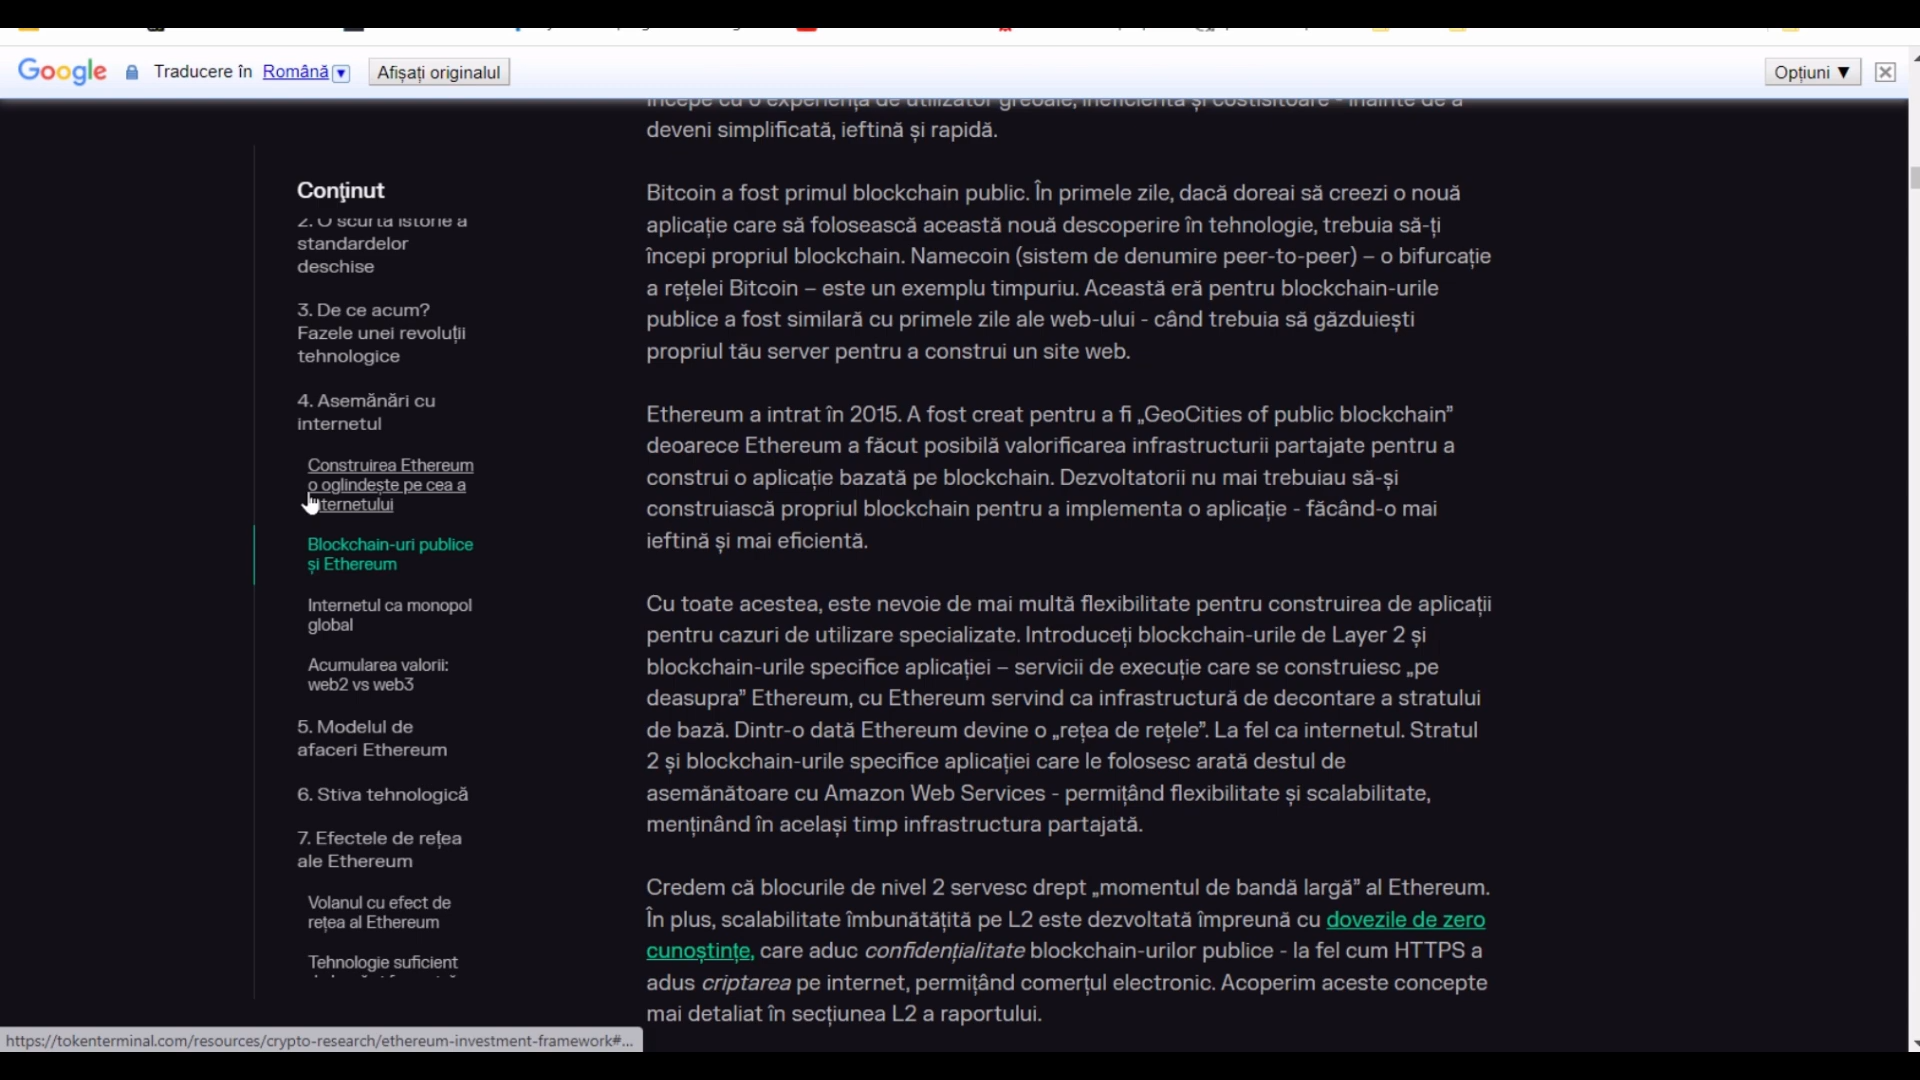 Google
Traducere în Română
Afișați originalul
Opțiuni ▼
începe cu o experiență de utilizator greoaie, ineficientă și costisitoare - înainte de a
deveni simplificată, ieftină și rapidă.
Conţinut
2. O scurtă istorie a
standardelor
deschise
3. De ce acum?
Fazele unei revoluții
tehnologice
4. Asemănări cu
internetul
Construirea Ethereum
o oglindește pe cea a
internetului
Blockchain-uri publice
și Ethereum
Internetul ca monopol
global
Acumularea valorii:
web2 vs web3
5. Modelul de
afaceri Ethereum
6. Stiva tehnologică
7. Efectele de rețea
ale Ethereum
Volanul cu efect de
rețea al Ethereum
Tehnologie suficient
Bitcoin a fost primul blockchain public. În primele zile, dacă doreai să creezi o nouă
aplicație care să folosească această nouă descoperire în tehnologie, trebuia să-ți
începi propriul blockchain. Namecoin (sistem de denumire peer-to-peer) – o bifurcație
a rețelei Bitcoin – este un exemplu timpuriu. Această eră pentru blockchain-urile
publice a fost similară cu primele zile ale web-ului - când trebuia să găzduiești
propriul tău server pentru a construi un site web.
Ethereum a intrat în 2015. A fost creat pentru a fi „GeoCities of public blockchain”
deoarece Ethereum a făcut posibilă valorificarea infrastructurii partajate pentru a
construi o aplicație bazată pe blockchain. Dezvoltatorii nu mai trebuiau să-și
construiască propriul blockchain pentru a implementa o aplicație - făcând-o mai
ieftină și mai eficientă.
Cu toate acestea, este nevoie de mai multă flexibilitate pentru construirea de aplicații
pentru cazuri de utilizare specializate. Introduceți blockchain-urile de Layer 2 și
blockchain-urile specifice aplicației – servicii de execuție care se construiesc „pe
deasupra” Ethereum, cu Ethereum servind ca infrastructură de decontare a stratului
de bază. Dintr-o dată Ethereum devine o „rețea de rețele”. La fel ca internetul. Stratul
2 și blockchain-urile specifice aplicației care le folosesc arată destul de
asemănătoare cu Amazon Web Services - permițând flexibilitate și scalabilitate,
menținând în același timp infrastructura partajată.
Credem că blocurile de nivel 2 servesc drept „momentul de bandă largă” al Ethereum.
În plus, scalabilitate îmbunătățită pe L2 este dezvoltată împreună cu dovezile de zero
cunoștințe, care aduc confidențialitate blockchain-urilor publice - la fel cum HTTPS a
adus criptarea pe internet, permițând comerțul electronic. Acoperim aceste concepte
mai detaliat în secțiunea L2 a raportului.
https://tokenterminal.com/resources/crypto-research/ethereum-investment-framework#...